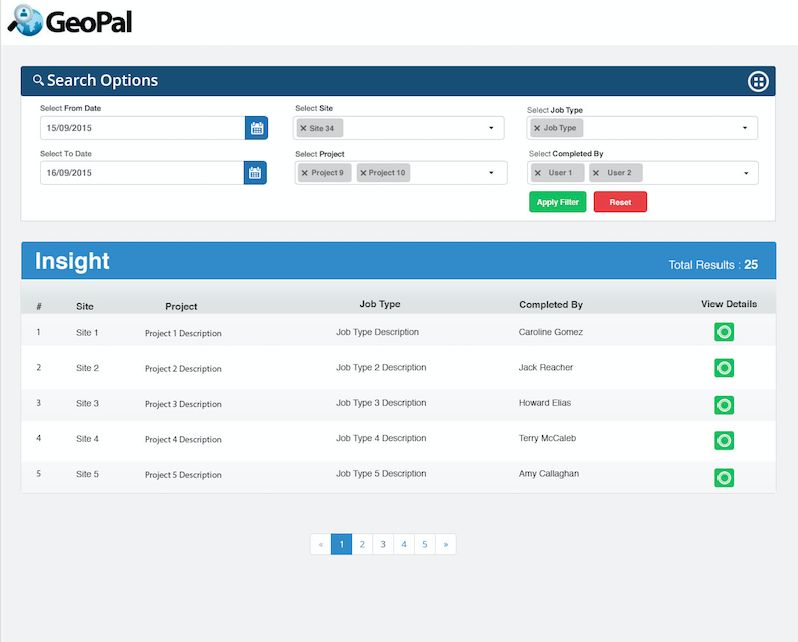 GeoPal
Search Options
Select From Date Select Site Select Job Type
15/09/2015 × Site 34 × Job Type
Select To Date Select Project Select Completed By
16/09/2015 × Project 9 × Project 10 × User 1 × User 2
Apply Filter Reset
Insight Total Results : 25
# Site Project Job Type Completed By View Details
1 Site 1 Project 1 Description Job Type Description Caroline Gomez
2 Site 2 Project 2 Description Job Type 2 Description Jack Reacher
3 Site 3 Project 3 Description Job Type 3 Description Howard Elias
4 Site 4 Project 4 Description Job Type 4 Description Terry McCaleb
5 Site 5 Project 5 Description Job Type 5 Description Amy Callaghan
« 1 2 3 4 5 »